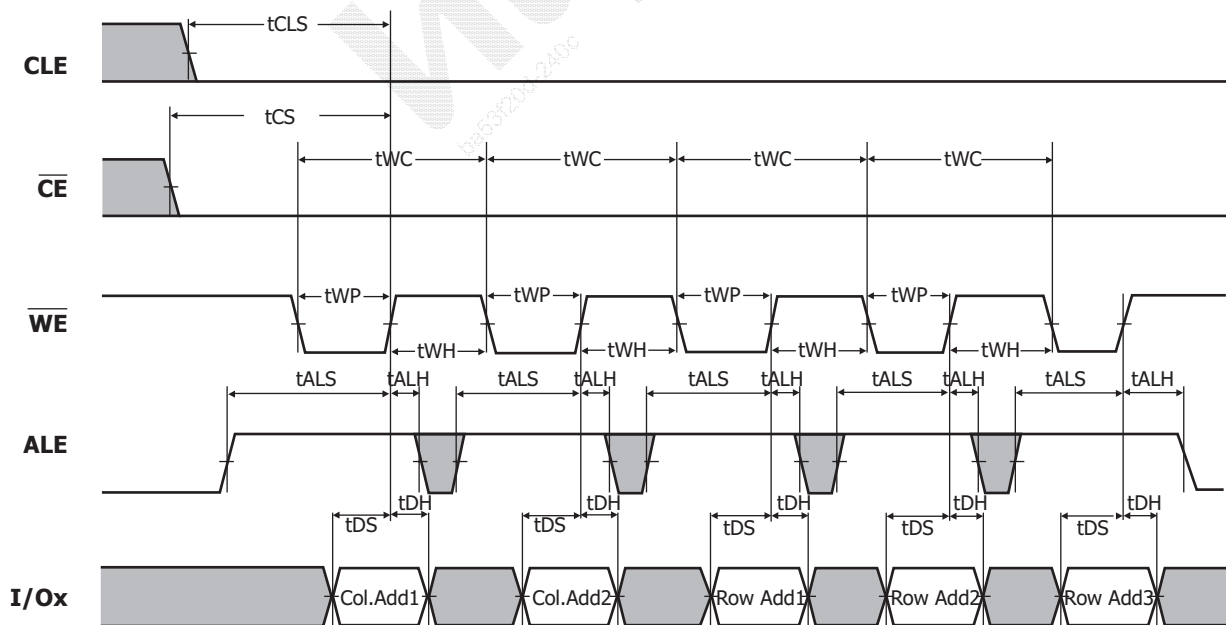 tCLS
CLE
tCS
tWC tWC tWC tWC
CE
tWP tWP tWP tWP
WE
tWH tWH tWH tWH
tALS tALH tALS tALH tALS tALH tALS tALH tALS tALH
ALE
tDH tDH tDH tDH tDH
tDS tDS tDS tDS tDS
I/Ox Col.Add1 Col.Add2 Row Add1 Row Add2 Row Add3
ba53f20d-240c